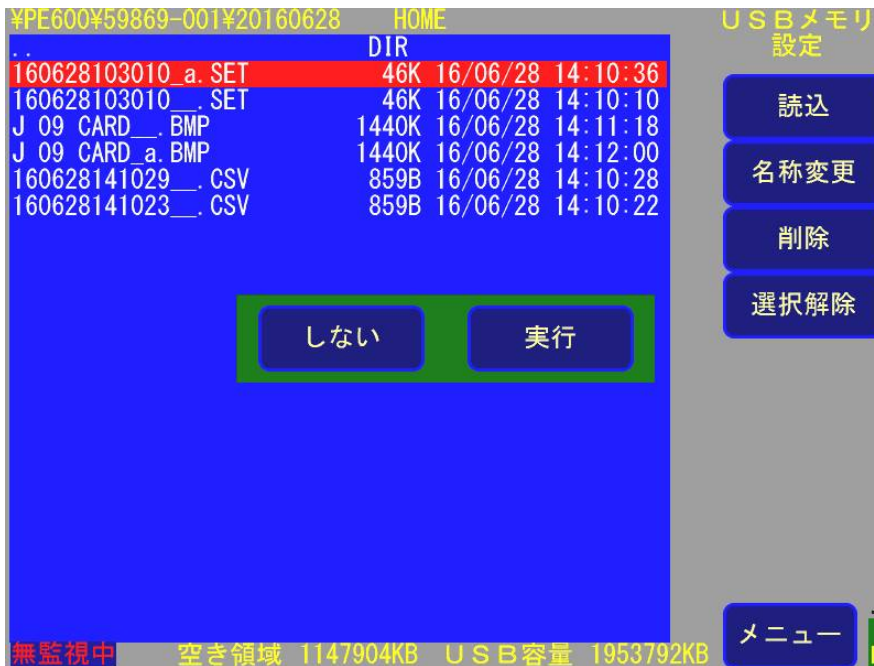 ¥PE600¥59869-001¥20160628 HOME
USBメモリ
設定
.. DIR
160628103010_a.SET 46K 16/06/28 14:10:36
160628103010__.SET 46K 16/06/28 14:10:10
J 09 CARD__.BMP 1440K 16/06/28 14:11:18
J 09 CARD_a.BMP 1440K 16/06/28 14:12:00
160628141029__.CSV 859B 16/06/28 14:10:28
160628141023__.CSV 859B 16/06/28 14:10:22
読込
名称変更
削除
選択解除
しない 実行
メニュー
無監視中 空き領域 1147904KB USB容量 1953792KB